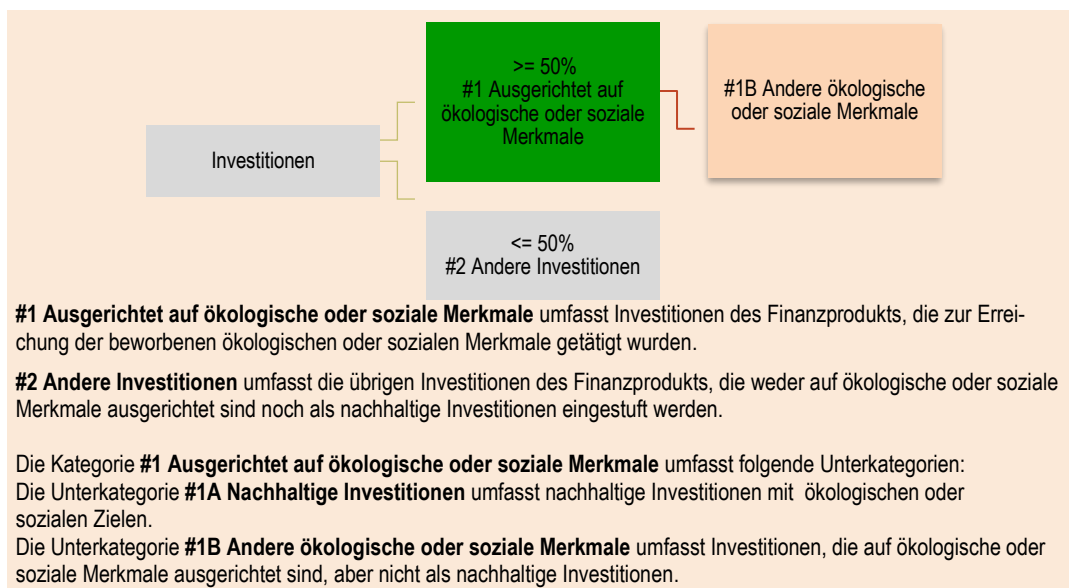 >= 50%
#1 Ausgerichtet auf
ökologische oder soziale
Merkmale
#1B Andere ökologische
oder soziale Merkmale
Investitionen
<= 50%
#2 Andere Investitionen
#1 Ausgerichtet auf ökologische oder soziale Merkmale umfasst Investitionen des Finanzprodukts, die zur Errei-
chung der beworbenen ökologischen oder sozialen Merkmale getätigt wurden.
#2 Andere Investitionen umfasst die übrigen Investitionen des Finanzprodukts, die weder auf ökologische oder soziale
Merkmale ausgerichtet sind noch als nachhaltige Investitionen eingestuft werden.
Die Kategorie #1 Ausgerichtet auf ökologische oder soziale Merkmale umfasst folgende Unterkategorien:
Die Unterkategorie #1A Nachhaltige Investitionen umfasst nachhaltige Investitionen mit ökologischen oder
sozialen Zielen.
Die Unterkategorie #1B Andere ökologische oder soziale Merkmale umfasst Investitionen, die auf ökologische oder
soziale Merkmale ausgerichtet sind, aber nicht als nachhaltige Investitionen.